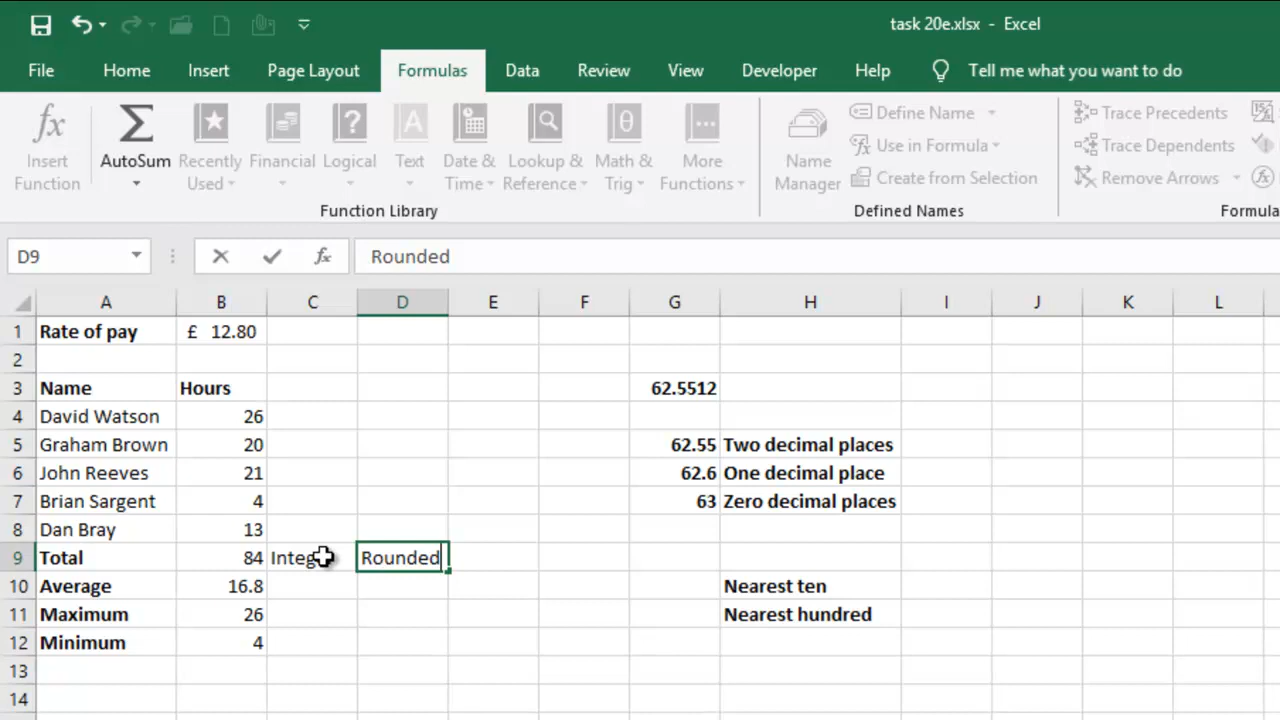 task 20e.xlsx - Excel
File Home Insert Page Layout Formulas Data Review View Developer Help Tell me what you want to do
fx Insert Function
Σ AutoSum
Recently Used
Financial
Logical
Text
Date & Time
Lookup & Reference
Math & Trig
More Functions
Function Library
Name Manager
Define Name
Use in Formula
Create from Selection
Defined Names
Trace Precedents
Trace Dependents
Remove Arrows
Formula
D9 fx Rounded
A B C D E F G H I J K L
1 Rate of pay £ 12.80
2
3 Name Hours 62.5512
4 David Watson 26
5 Graham Brown 20 62.55 Two decimal places
6 John Reeves 21 62.6 One decimal place
7 Brian Sargent 4 63 Zero decimal places
8 Dan Bray 13
9 Total 84 Integ Rounded
10 Average 16.8 Nearest ten
11 Maximum 26 Nearest hundred
12 Minimum 4
13
14